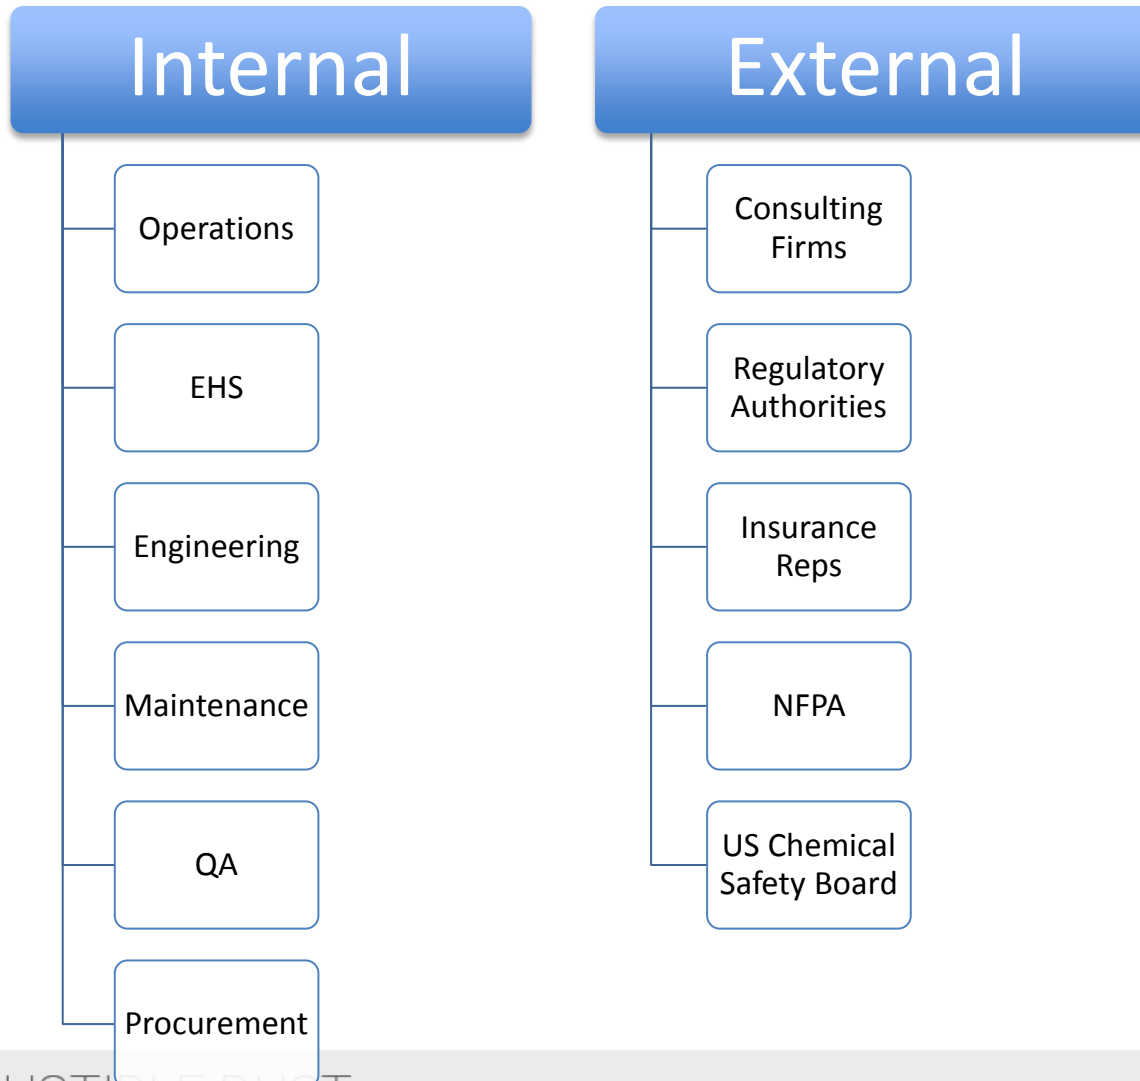 Internal
Operations
EHS
Engineering
Maintenance
QA
Procurement
External
Consulting
Firms
Regulatory
Authorities
Insurance
Reps
NFPA
US Chemical
Safety Board
DUST